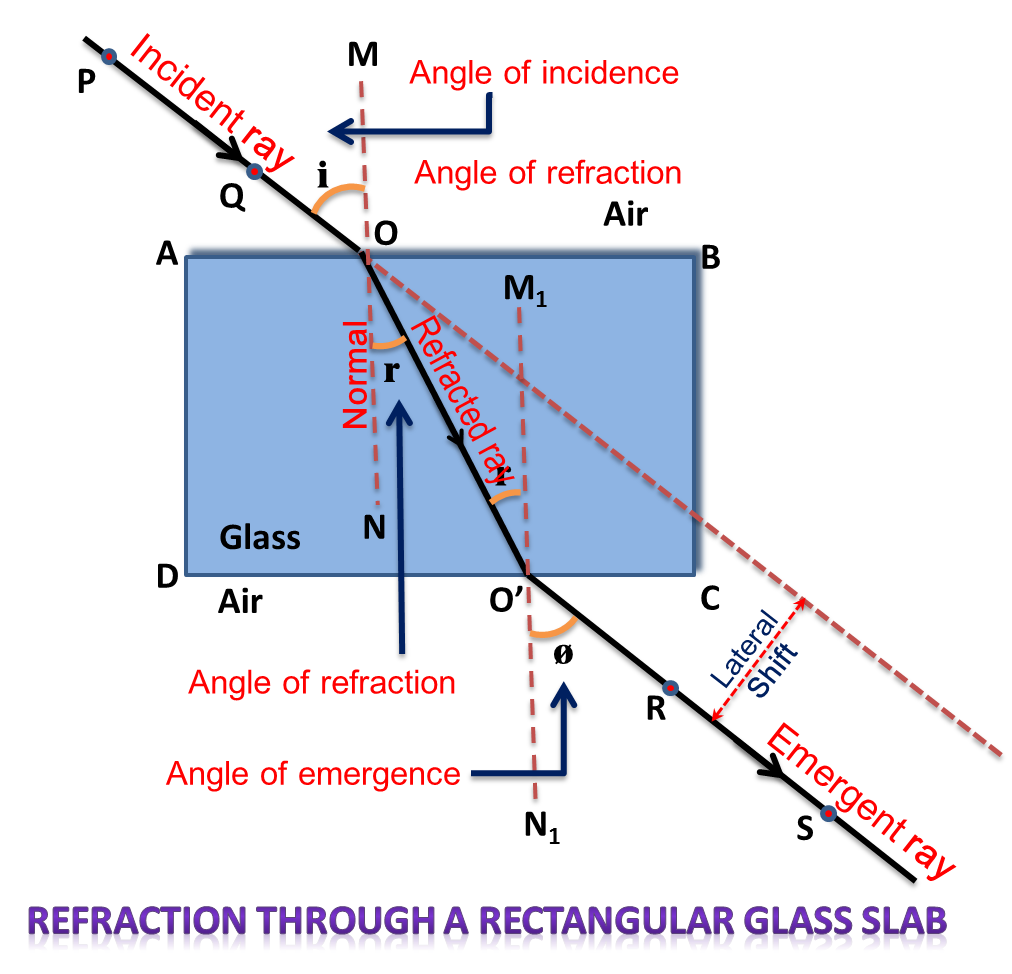 M
P
Incident ray
Angle of incidence
i
Angle of refraction
Q
Air
O
A
B
M₁
Normal
r
Refracted ray
r
N
Glass
D
Air
O’
C
Lateral
Shift
ø
Angle of refraction
R
Angle of emergence
Emergent ray
N₁
S
REFRACTION THROUGH A RECTANGULAR GLASS SLAB